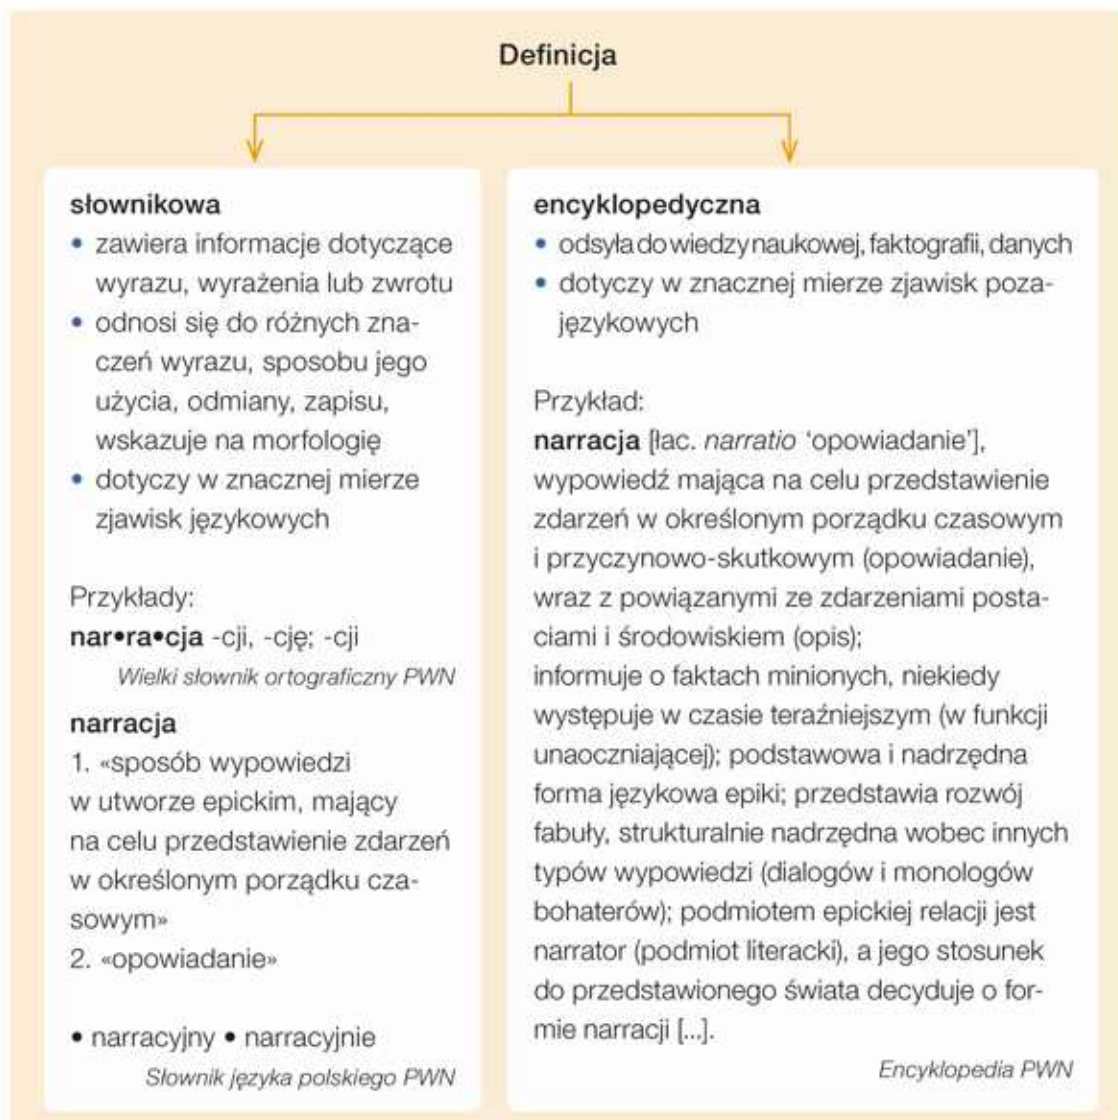 Definicja
słownikowa
• zawiera informacje dotyczące
wyrazu, wyrażenia lub zwrotu
• odnosi się do różnych zna-
czeń wyrazu, sposobu jego
użycia, odmiany, zapisu,
wskazuje na morfologię
• dotyczy w znacznej mierze
zjawisk językowych
Przykłady:
nar•ra•cja -cji, -cję; -cji
Wielki słownik ortograficzny PWN
narracja
1. «sposób wypowiedzi
w utworze epickim, mający
na celu przedstawienie zdarzeń
w określonym porządku cza-
sowym»
2. «opowiadanie»
• narracyjny • narracyjnie
Słownik języka polskiego PWN
encyklopedyczna
• odsyła do wiedzy naukowej, faktografii, danych
• dotyczy w znacznej mierze zjawisk poza-
językowych
Przykład:
narracja [łac. narratio ‘opowiadanie’],
wypowiedź mająca na celu przedstawienie
zdarzeń w określonym porządku czasowym
i przyczynowo-skutkowym (opowiadanie),
wraz z powiązanymi ze zdarzeniami posta-
ciami i środowiskiem (opis);
informuje o faktach minionych, niekiedy
występuje w czasie teraźniejszym (w funkcji
unaoczniającej); podstawowa i nadrzędna
forma językowa epiki; przedstawia rozwój
fabuły, strukturalnie nadrzędna wobec innych
typów wypowiedzi (dialogów i monologów
bohaterów); podmiotem epickiej relacji jest
narrator (podmiot literacki), a jego stosunek
do przedstawionego świata decyduje o for-
mie narracji [...].
Encyklopedia PWN